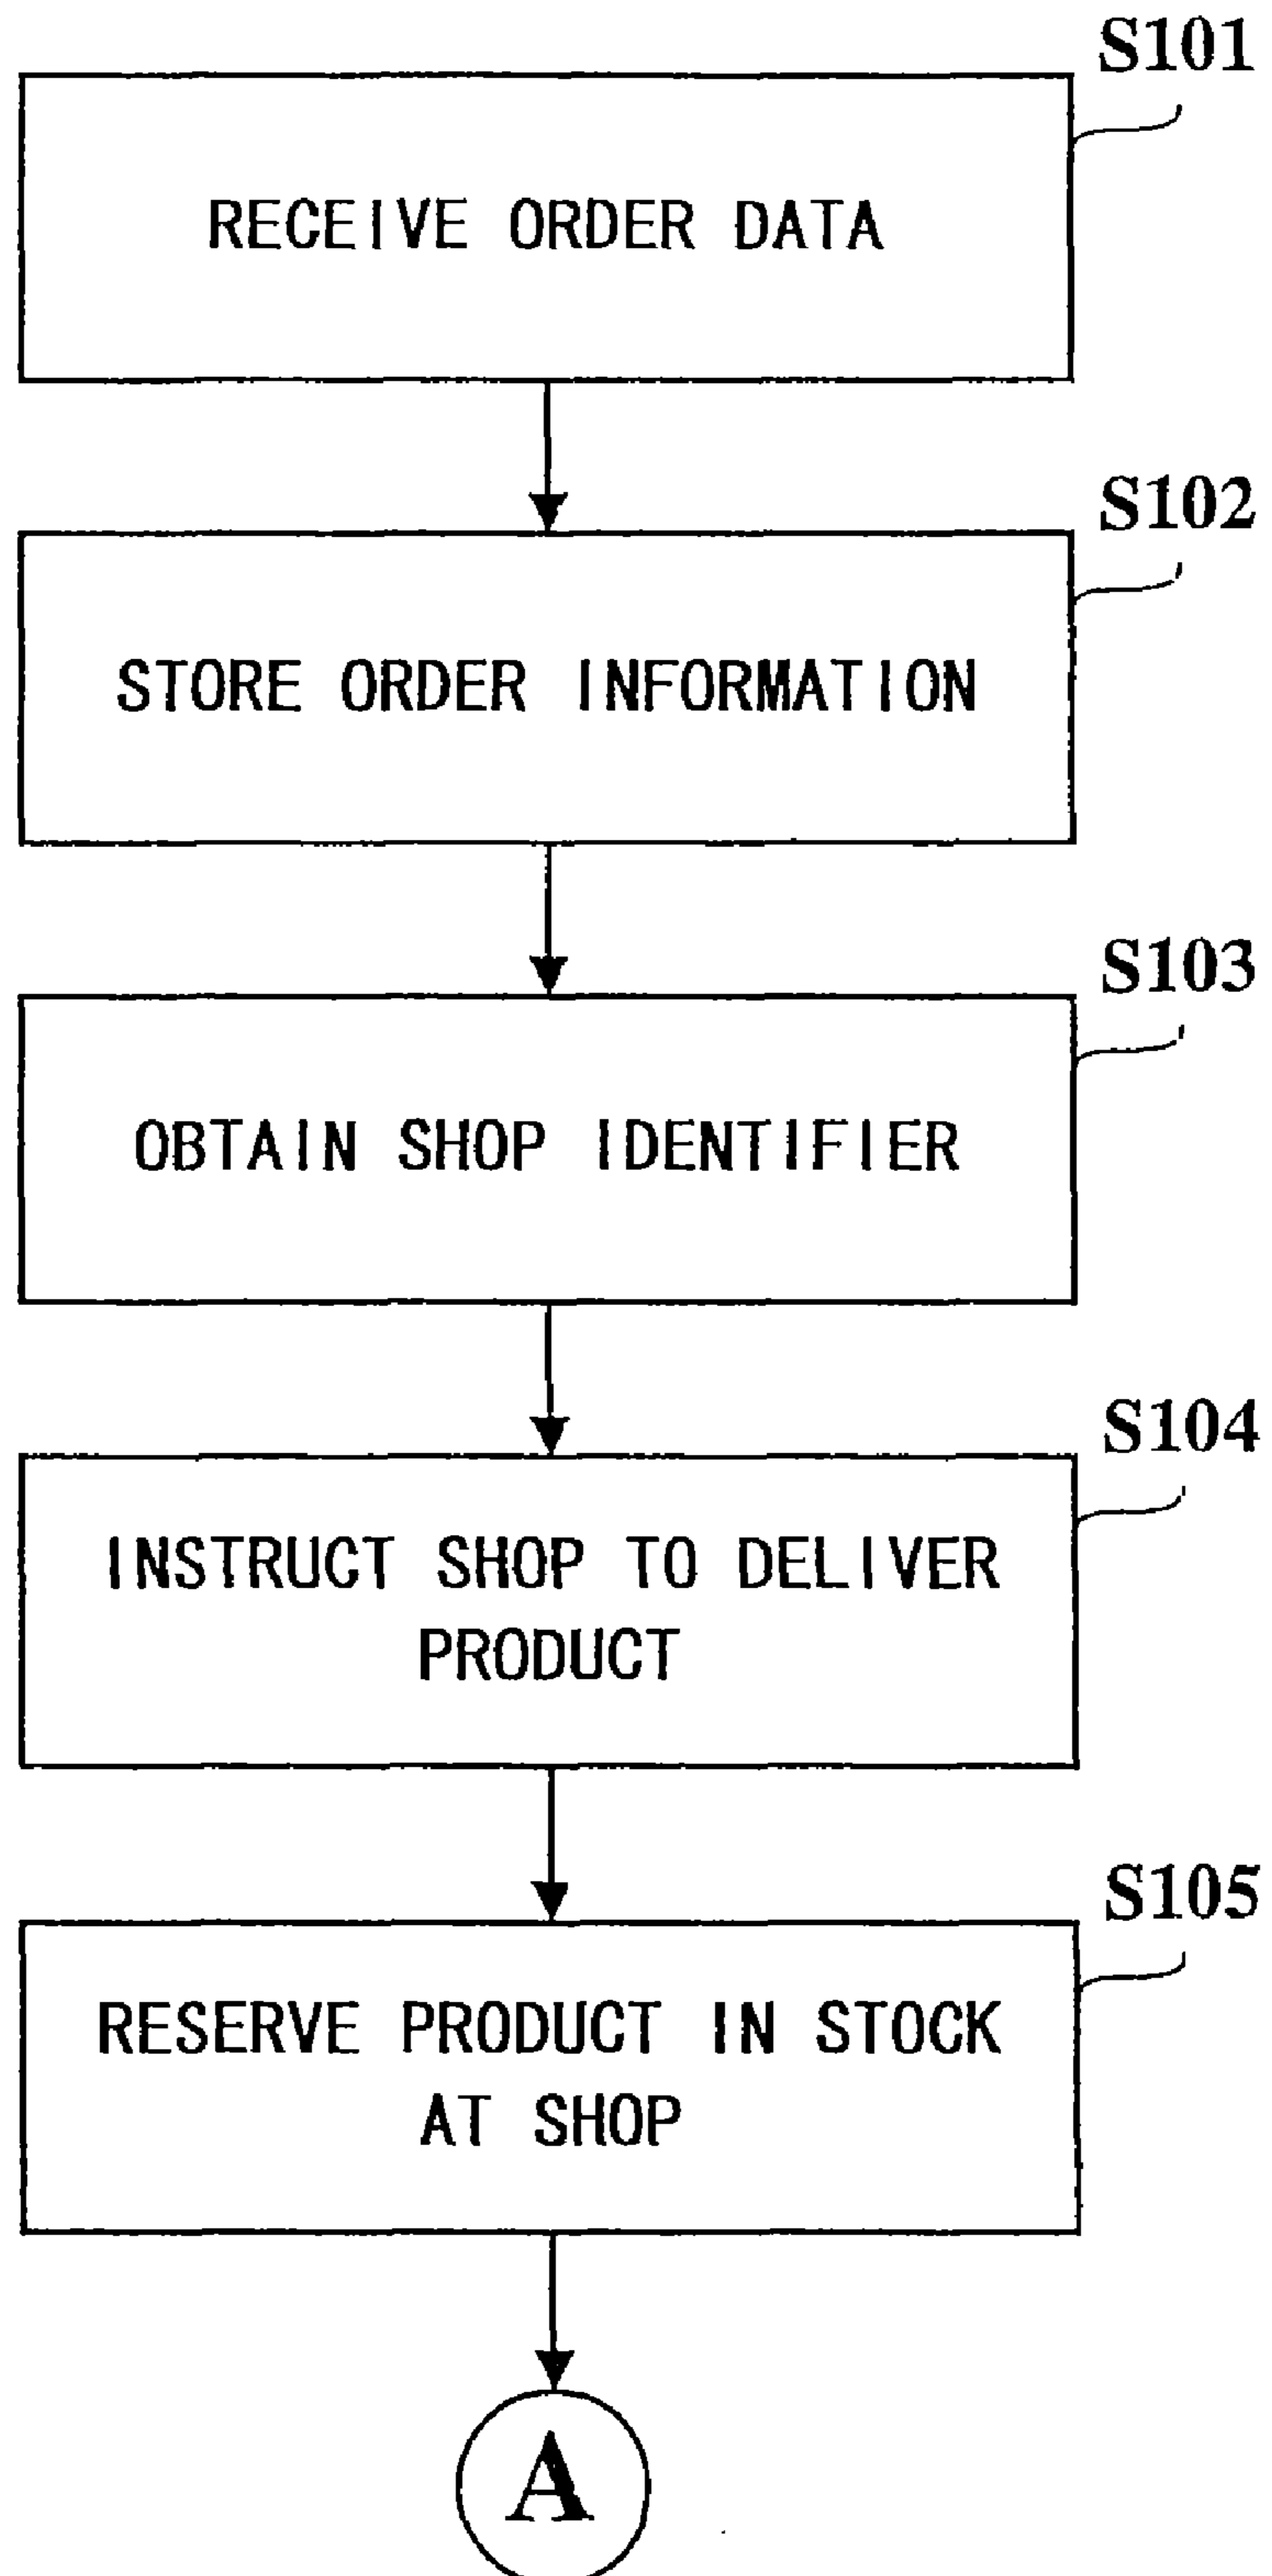 S101
RECEIVE ORDER DATA
S102
STORE ORDER INFORMATION
S103
OBTAIN SHOP IDENTIFIER
S104
INSTRUCT SHOP TO DELIVER
PRODUCT
S105
RESERVE PRODUCT IN STOCK
AT SHOP
A